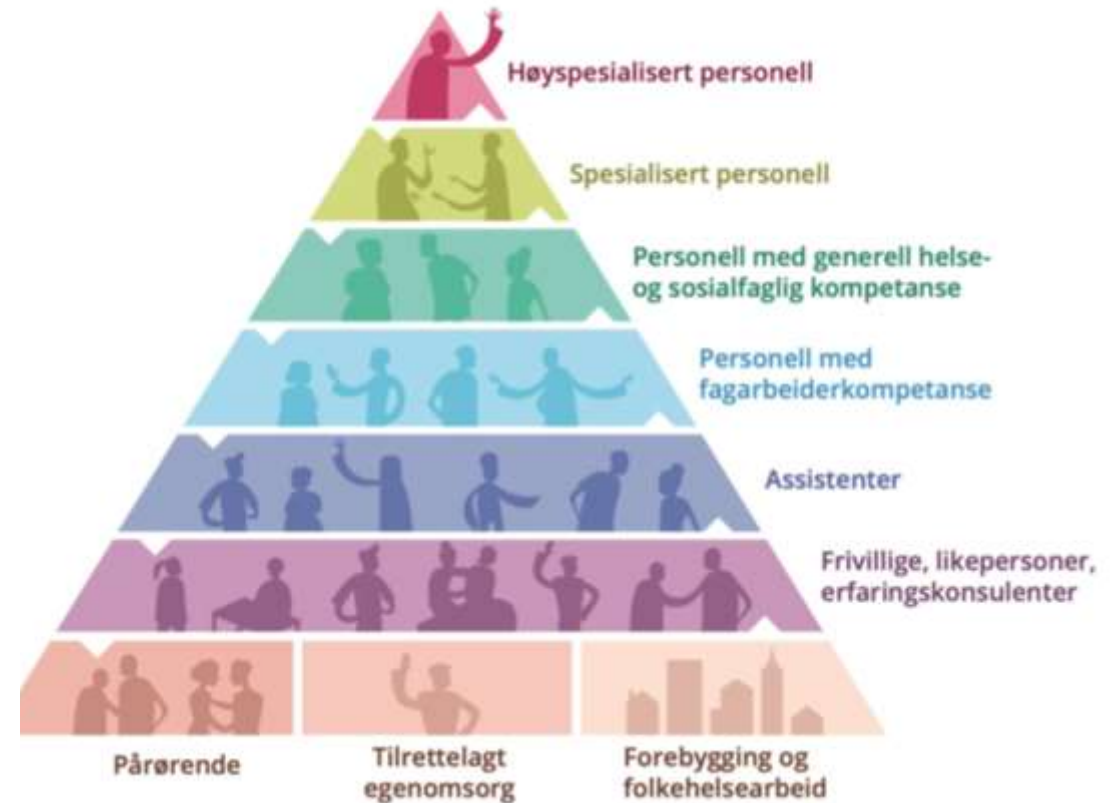 Høyspesialisert personell
Spesialisert personell
Personell med generell helse-
og sosialfaglig kompetanse
Personell med
fagarbeiderkompetanse
Assistenter
Frivillige, likepersoner,
erfaringskonsulenter
Pårørende
Tilrettelagt
egenomsorg
Forebygging og
folkehelsearbeid